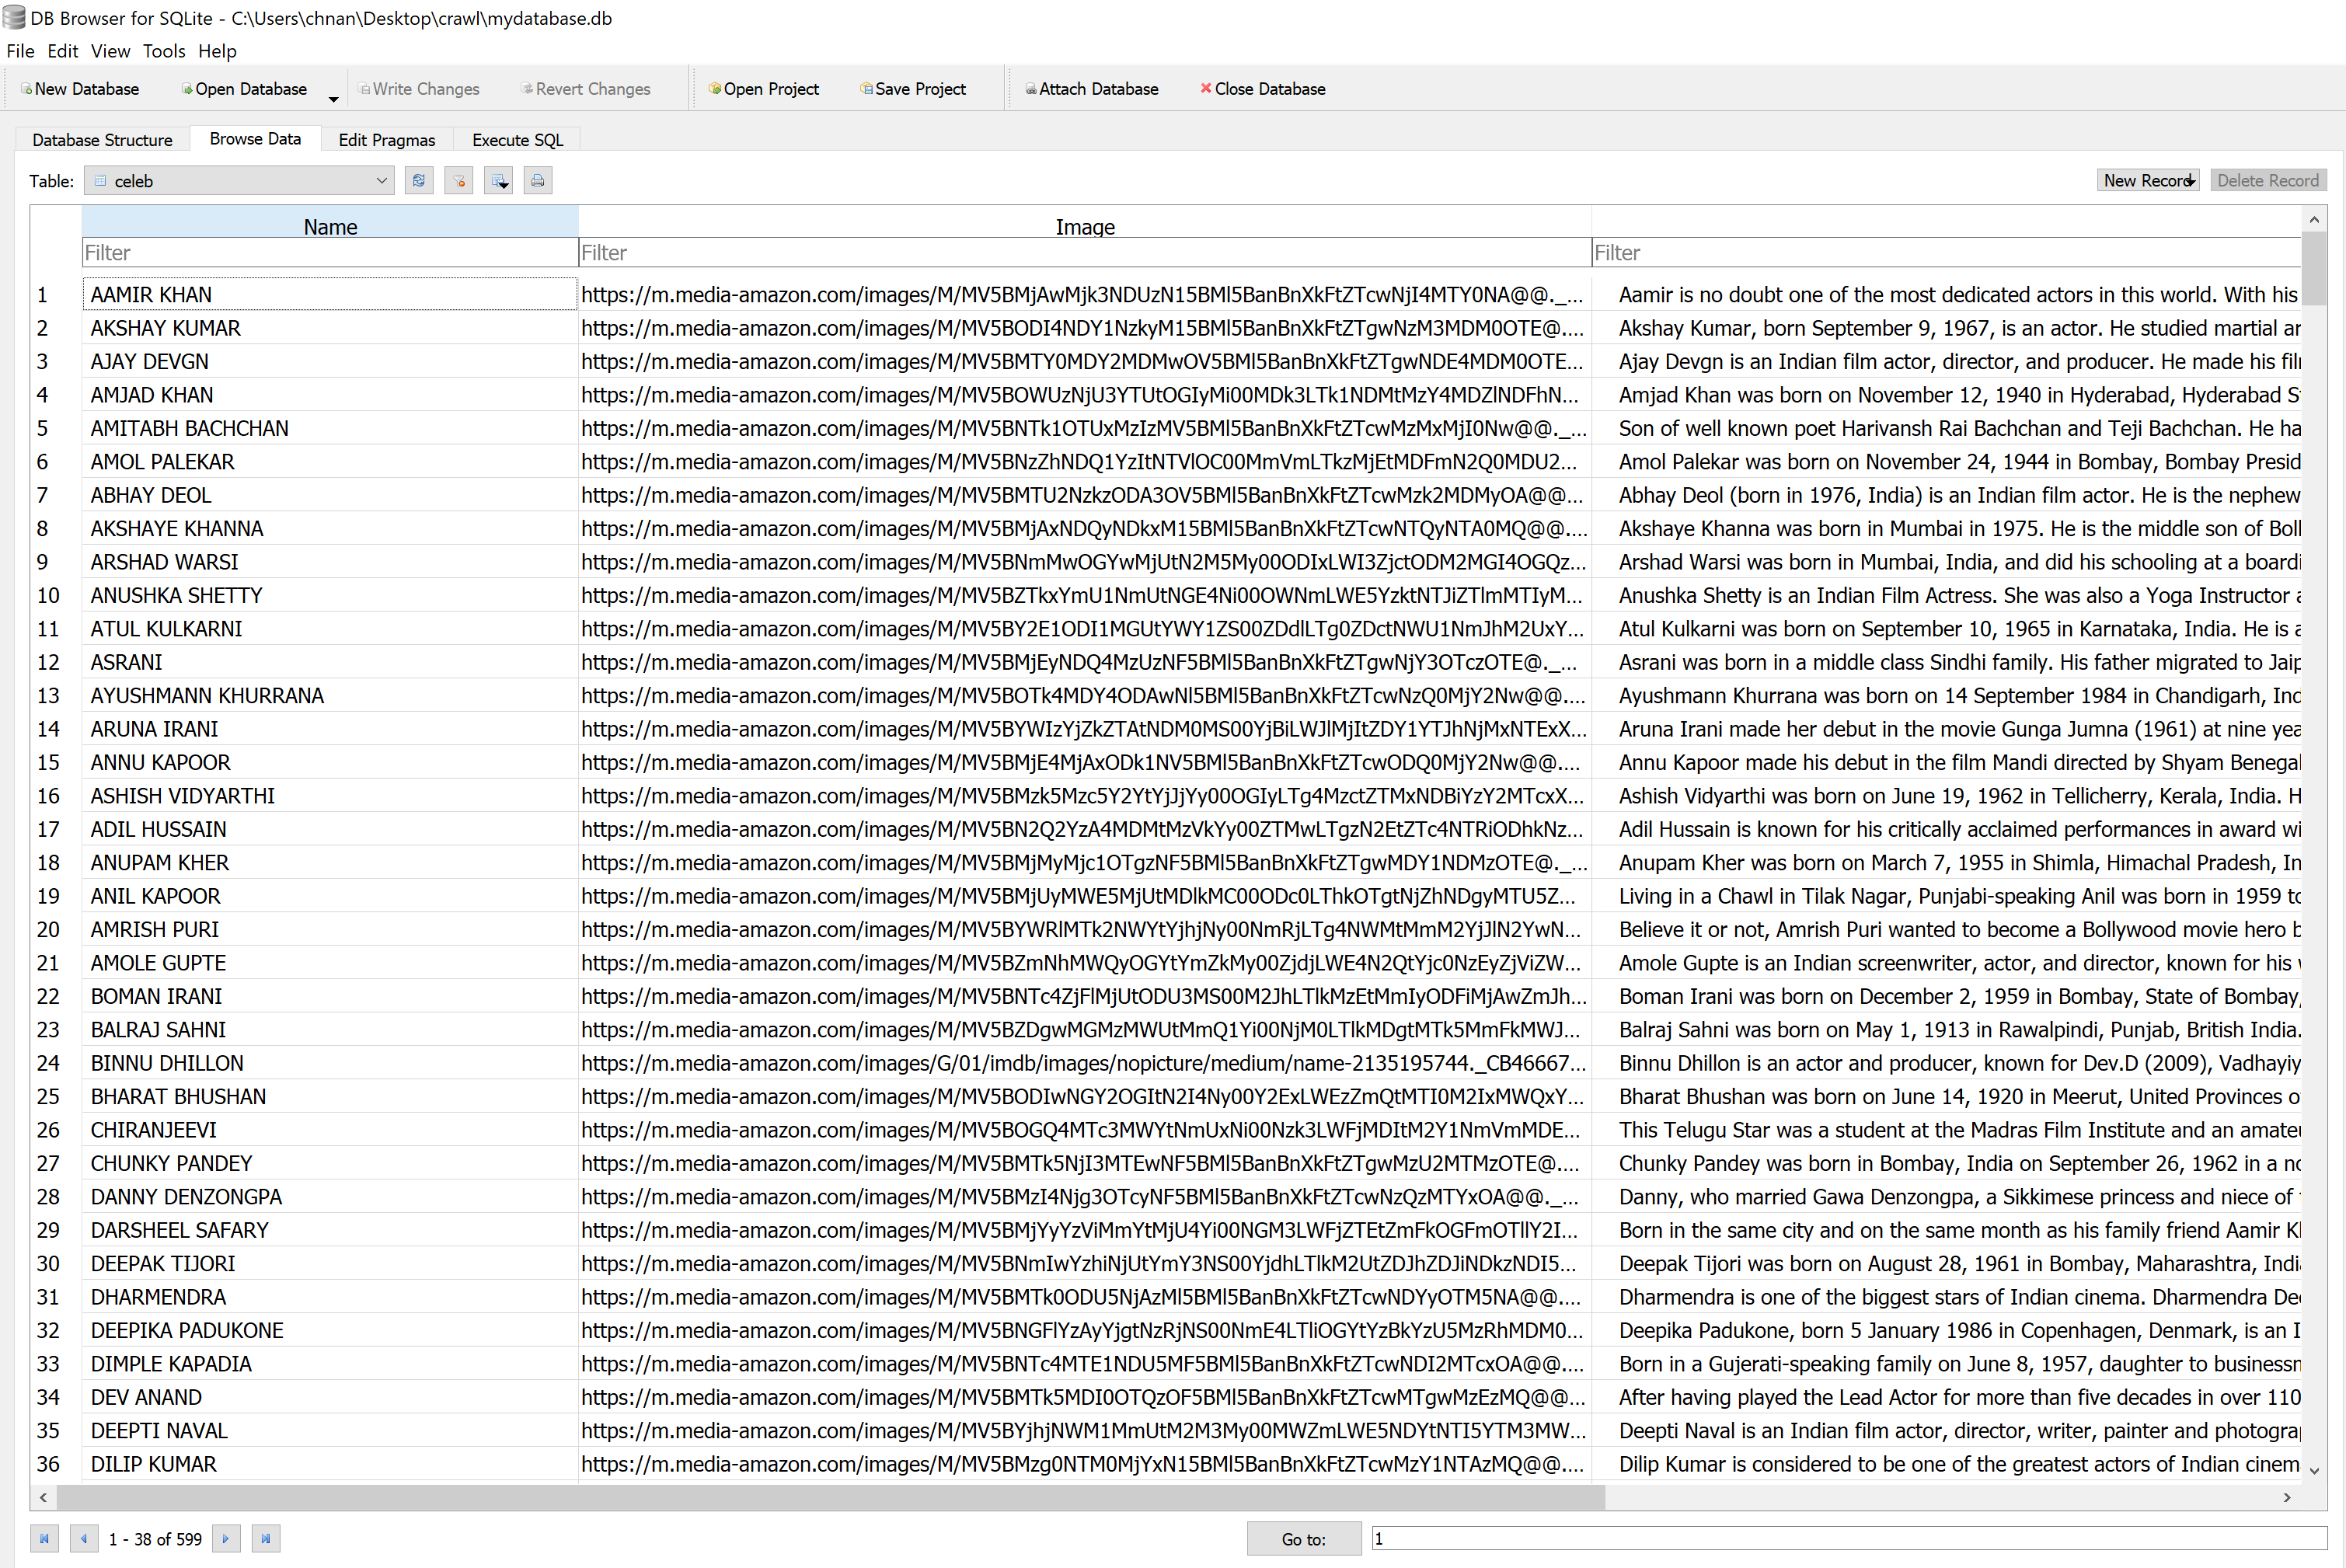 DB Browser for SQLite - C:\Users\chnan\Desktop\crawl\mydatabase.db
File Edit View Tools Help
New Database Open Database Write Changes Revert Changes Open Project Save Project Attach Database Close Database
Database Structure Browse Data Edit Pragmas Execute SQL
Table: celeb New Record Delete Record
Name Image
Filter Filter Filter
1 AAMIR KHAN https://m.media-amazon.com/images/M/MV5BMjAwMjk3NDUzN15BMl5BanBnXkFtZTcwNjI4MTY0NA@@._... Aamir is no doubt one of the most dedicated actors in this world. With his
2 AKSHAY KUMAR https://m.media-amazon.com/images/M/MV5BODI4NDY1NzkyM15BMl5BanBnXkFtZTgwNzM3MDM0OTE@.... Akshay Kumar, born September 9, 1967, is an actor. He studied martial ar
3 AJAY DEVGN https://m.media-amazon.com/images/M/MV5BMTY0MDY2MDMwOV5BMl5BanBnXkFtZTgwNDE4MDM0OTE... Ajay Devgn is an Indian film actor, director, and producer. He made his fil
4 AMJAD KHAN https://m.media-amazon.com/images/M/MV5BOWUzNjU3YTUtOGIyMi00MDk3LTk1NDMtMzY4MDZlNDFhN... Amjad Khan was born on November 12, 1940 in Hyderabad, Hyderabad S
5 AMITABH BACHCHAN https://m.media-amazon.com/images/M/MV5BNTk1OTUxMzIzMV5BMl5BanBnXkFtZTcwMzMxMjI0Nw@@._... Son of well known poet Harivansh Rai Bachchan and Teji Bachchan. He ha
6 AMOL PALEKAR https://m.media-amazon.com/images/M/MV5BNzZhNDQ1YzItNTVlOC00MmVmLTkzMjEtMDFmN2Q0MDU2... Amol Palekar was born on November 24, 1944 in Bombay, Bombay Presid
7 ABHAY DEOL https://m.media-amazon.com/images/M/MV5BMTU2NzkzODA3OV5BMl5BanBnXkFtZTcwMzk2MDMyOA@@... Abhay Deol (born in 1976, India) is an Indian film actor. He is the nephew
8 AKSHAYE KHANNA https://m.media-amazon.com/images/M/MV5BMjAxNDQyNDkxM15BMl5BanBnXkFtZTcwNTQyNTA0MQ@@.... Akshaye Khanna was born in Mumbai in 1975. He is the middle son of Bol
9 ARSHAD WARSI https://m.media-amazon.com/images/M/MV5BNmMwOGYwMjUtN2M5My00ODIxLWI3ZjctODM2MGI4OGQz... Arshad Warsi was born in Mumbai, India, and did his schooling at a boardi
10 ANUSHKA SHETTY https://m.media-amazon.com/images/M/MV5BZTkxYmU1NmUtNGE4Ni00OWNmLWE5YzktNTJiZTlmMTIyM... Anushka Shetty is an Indian Film Actress. She was also a Yoga Instructor a
11 ATUL KULKARNI https://m.media-amazon.com/images/M/MV5BY2E1ODI1MGUtYWY1ZS00ZDdlLTg0ZDctNWU1NmJhM2UxY... Atul Kulkarni was born on September 10, 1965 in Karnataka, India. He is a
12 ASRANI https://m.media-amazon.com/images/M/MV5BMjEyNDQ4MzUzNF5BMl5BanBnXkFtZTgwNjY3OTczOTE@._... Asrani was born in a middle class Sindhi family. His father migrated to Jaip
13 AYUSHMANN KHURRANA https://m.media-amazon.com/images/M/MV5BOTk4MDY4ODAwNl5BMl5BanBnXkFtZTcwNzQ0MjY2Nw@@.... Ayushmann Khurrana was born on 14 September 1984 in Chandigarh, Ind
14 ARUNA IRANI https://m.media-amazon.com/images/M/MV5BYWIzYjZkZTAtNDM0MS00YjBiLWJlMjItZDY1YTJhNjMxNTExX... Aruna Irani made her debut in the movie Gunga Jumna (1961) at nine yea
15 ANNU KAPOOR https://m.media-amazon.com/images/M/MV5BMjE4MjAxODk1NV5BMl5BanBnXkFtZTcwODQ0MjY2Nw@@.... Annu Kapoor made his debut in the film Mandi directed by Shyam Benegal
16 ASHISH VIDYARTHI https://m.media-amazon.com/images/M/MV5BMzk5Mzc5Y2YtYjJjYy00OGIyLTg4MzctZTMxNDBiYzY2MTcxX... Ashish Vidyarthi was born on June 19, 1962 in Tellicherry, Kerala, India. H
17 ADIL HUSSAIN https://m.media-amazon.com/images/M/MV5BN2Q2YzA4MDMtMzVkYy00ZTMwLTgzN2EtZTc4NTRiODhkNz... Adil Hussain is known for his critically acclaimed performances in award wi
18 ANUPAM KHER https://m.media-amazon.com/images/M/MV5BMjMyMjc1OTgzNF5BMl5BanBnXkFtZTgwMDY1NDMzOTE@._... Anupam Kher was born on March 7, 1955 in Shimla, Himachal Pradesh, In
19 ANIL KAPOOR https://m.media-amazon.com/images/M/MV5BMjUyMWE5MjUtMDlkMC00ODc0LThkOTgtNjZhNDgyMTU5Z... Living in a Chawl in Tilak Nagar, Punjabi-speaking Anil was born in 1959 to
20 AMRISH PURI https://m.media-amazon.com/images/M/MV5BYWRlMTk2NWYtYjhjNy00NmRjLTg4NWMtMmM2YjJlN2YwN... Believe it or not, Amrish Puri wanted to become a Bollywood movie hero b
21 AMOLE GUPTE https://m.media-amazon.com/images/M/MV5BZmNhMWQyOGYtYmZkMy00ZjdjLWE4N2QtYjc0NzEyZjViZW... Amole Gupte is an Indian screenwriter, actor, and director, known for his
22 BOMAN IRANI https://m.media-amazon.com/images/M/MV5BNTc4ZjFlMjUtODU3MS00M2JhLTlkMzEtMmIyODFiMjAwZmJh... Boman Irani was born on December 2, 1959 in Bombay, State of Bombay,
23 BALRAJ SAHNI https://m.media-amazon.com/images/M/MV5BZDgwMGMzMWUtMmQ1Yi00NjM0LTlkMDgtMTk5MmFkMWJ... Balraj Sahni was born on May 1, 1913 in Rawalpindi, Punjab, British India.
24 BINNU DHILLON https://m.media-amazon.com/images/G/01/imdb/images/nopicture/medium/name-2135195744._CB46667... Binnu Dhillon is an actor and producer, known for Dev.D (2009), Vadhayiy
25 BHARAT BHUSHAN https://m.media-amazon.com/images/M/MV5BODIwNGY2OGItN2I4Ny00Y2ExLWEzZmQtMTI0M2IxMWQxY... Bharat Bhushan was born on June 14, 1920 in Meerut, United Provinces o
26 CHIRANJEEVI https://m.media-amazon.com/images/M/MV5BOGQ4MTc3MWYtNmUxNi00Nzk3LWFjMDItM2Y1NmVmMDE... This Telugu Star was a student at the Madras Film Institute and an amateu
27 CHUNKY PANDEY https://m.media-amazon.com/images/M/MV5BMTk5NjI3MTEwNF5BMl5BanBnXkFtZTgwMzU2MTMzOTE@.... Chunky Pandey was born in Bombay, India on September 26, 1962 in a no
28 DANNY DENZONGPA https://m.media-amazon.com/images/M/MV5BMzI4Njg3OTcyNF5BMl5BanBnXkFtZTcwNzQzMTYxOA@@._... Danny, who married Gawa Denzongpa, a Sikkimese princess and niece of
29 DARSHEEL SAFARY https://m.media-amazon.com/images/M/MV5BMjYyYzViMmYtMjU4Yi00NGM3LWFjZTEtZmFkOGFmOTllY2I... Born in the same city and on the same month as his family friend Aamir K
30 DEEPAK TIJORI https://m.media-amazon.com/images/M/MV5BNmIwYzhiNjUtYmY3NS00YjdhLTlkM2UtZDJhZDJiNDkzNDI5... Deepak Tijori was born on August 28, 1961 in Bombay, Maharashtra, Indi
31 DHARMENDRA https://m.media-amazon.com/images/M/MV5BMTk0ODU5NjAzMl5BMl5BanBnXkFtZTcwNDYyOTM5NA@@.... Dharmendra is one of the biggest stars of Indian cinema. Dharmendra De
32 DEEPIKA PADUKONE https://m.media-amazon.com/images/M/MV5BNGFlYzAyYjgtNzRjNS00NmE4LTliOGYtYzBkYzU5MzRhMDM0... Deepika Padukone, born 5 January 1986 in Copenhagen, Denmark, is an I
33 DIMPLE KAPADIA https://m.media-amazon.com/images/M/MV5BNTc4MTE1NDU5MF5BMl5BanBnXkFtZTcwNDI2MTcxOA@@.... Born in a Gujerati-speaking family on June 8, 1957, daughter to businessn
34 DEV ANAND https://m.media-amazon.com/images/M/MV5BMTk5MDI0OTQzOF5BMl5BanBnXkFtZTcwMTgwMzEzMQ@@... After having played the Lead Actor for more than five decades in over 110
35 DEEPTI NAVAL https://m.media-amazon.com/images/M/MV5BYjhjNWM1MmUtM2M3My00MWZmLWE5NDYtNTI5YTM3MW... Deepti Naval is an Indian film actor, director, writer, painter and photogra
36 DILIP KUMAR https://m.media-amazon.com/images/M/MV5BMzg0NTM0MjYxN15BMl5BanBnXkFtZTcwMzY1NTAzMQ@@.... Dilip Kumar is considered to be one of the greatest actors of Indian cinem
1 - 38 of 599 Go to: 1